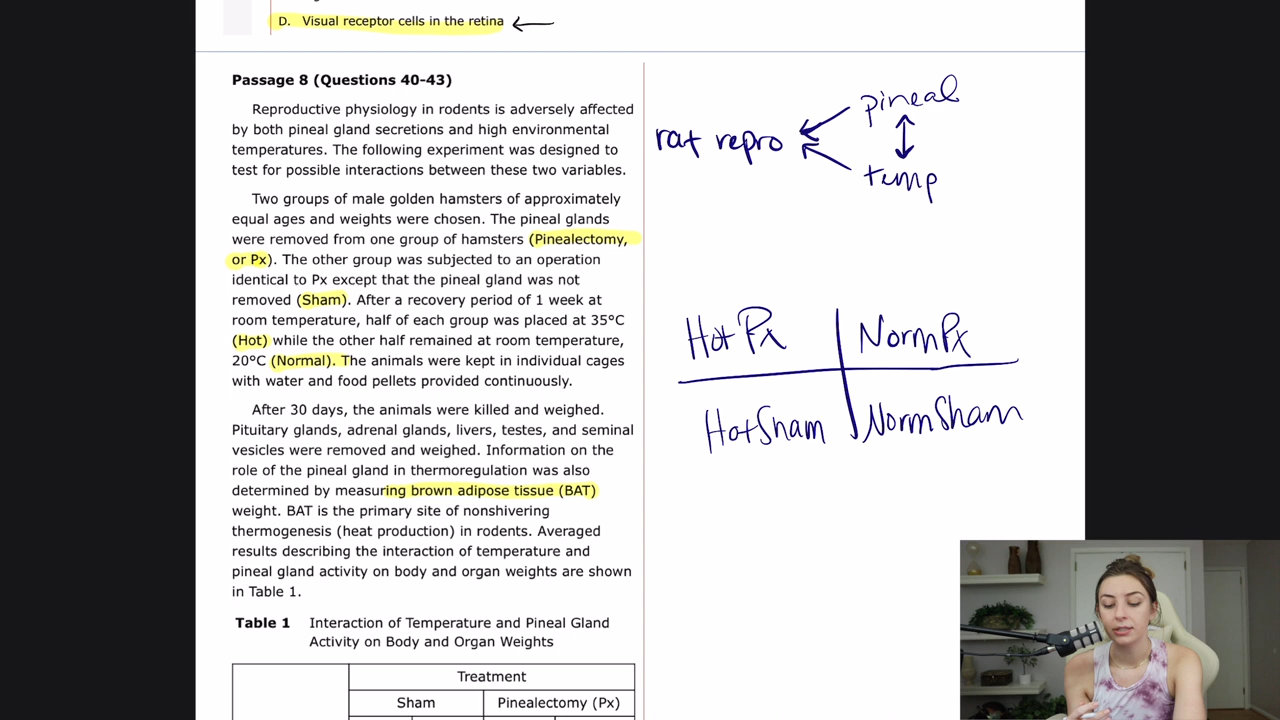 D. Visual receptor cells in the retina
Passage 8 (Questions 40-43)
Reproductive physiology in rodents is adversely affected
by both pineal gland secretions and high environmental
temperatures. The following experiment was designed to
test for possible interactions between these two variables.
Two groups of male golden hamsters of approximately
equal ages and weights were chosen. The pineal glands
were removed from one group of hamsters (Pinealectomy,
or Px). The other group was subjected to an operation
identical to Px except that the pineal gland was not
removed (Sham). After a recovery period of 1 week at
room temperature, half of each group was placed at 35°C
(Hot) while the other half remained at room temperature,
20°C (Normal). The animals were kept in individual cages
with water and food pellets provided continuously.
After 30 days, the animals were killed and weighed.
Pituitary glands, adrenal glands, livers, testes, and seminal
vesicles were removed and weighed. Information on the
role of the pineal gland in thermoregulation was also
determined by measuring brown adipose tissue (BAT)
weight. BAT is the primary site of nonshivering
thermogenesis (heat production) in rodents. Averaged
results describing the interaction of temperature and
pineal gland activity on body and organ weights are shown
in Table 1.
Table 1 Interaction of Temperature and Pineal Gland
Activity on Body and Organ Weights
Treatment
Sham Pinealectomy (Px)
pineal
rat repro
temp
Hot Px Norm Px
Hot Sham Norm Sham